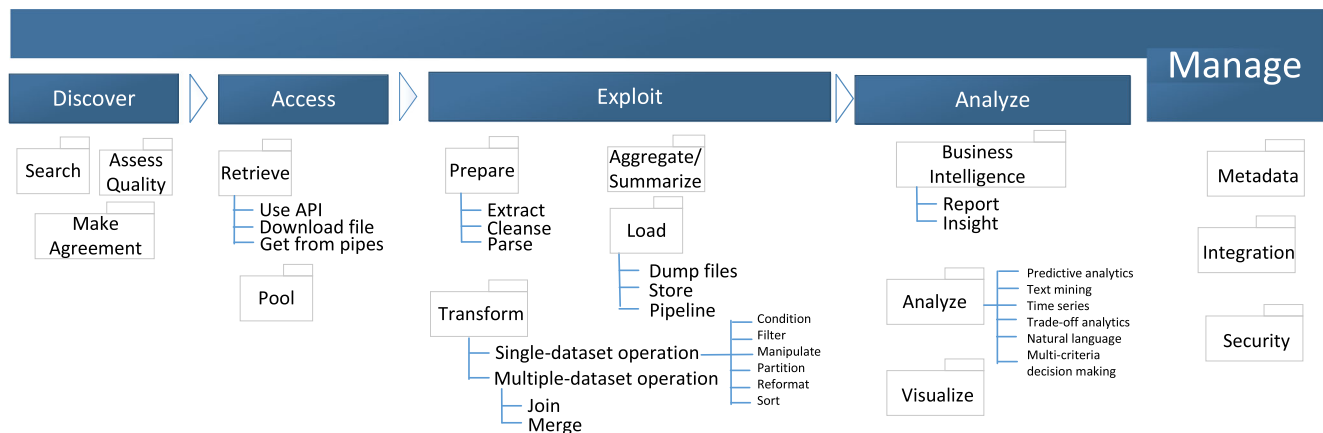 Manage
Discover
Access
Exploit
Analyze
Search
Assess
Quality
Make
Agreement
Retrieve
Use API
Download file
Get from pipes
Pool
Prepare
Extract
Cleanse
Parse
Aggregate/
Summarize
Load
Dump files
Store
Pipeline
Transform
Single-dataset operation
Condition
Filter
Manipulate
Partition
Reformat
Sort
Multiple-dataset operation
Join
Merge
Business
Intelligence
Report
Insight
Analyze
Predictive analytics
Text mining
Time series
Trade-off analytics
Natural language
Multi-criteria
decision making
Visualize
Metadata
Integration
Security